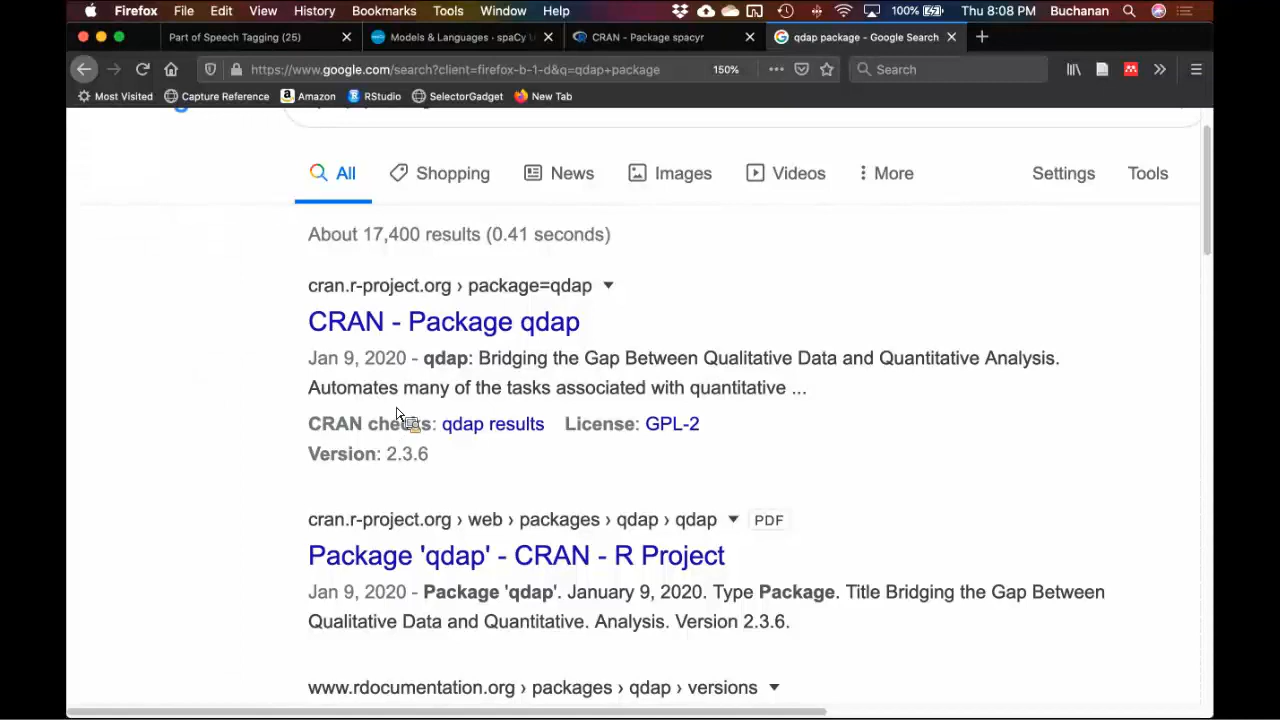 Firefox File Edit View History Bookmarks Tools Window Help 100% Thu 8:08 PM Buchanan
Part of Speech Tagging (25) Models & Languages · spaCy CRAN - Package spacyr qdap package - Google Search
https://www.google.com/search?client=firefox-b-1-d&q=qdap+package 150% Search
Most Visited Capture Reference Amazon RStudio SelectorGadget New Tab
All Shopping News Images Videos More Settings Tools
About 17,400 results (0.41 seconds)
cran.r-project.org › package=qdap
CRAN - Package qdap
Jan 9, 2020 - qdap: Bridging the Gap Between Qualitative Data and Quantitative Analysis.
Automates many of the tasks associated with quantitative ...
CRAN checks: qdap results License: GPL-2
Version: 2.3.6
cran.r-project.org › web › packages › qdap › qdap PDF
Package 'qdap' - CRAN - R Project
Jan 9, 2020 - Package 'qdap'. January 9, 2020. Type Package. Title Bridging the Gap Between
Qualitative Data and Quantitative. Analysis. Version 2.3.6.
www.rdocumentation.org › packages › qdap › versions